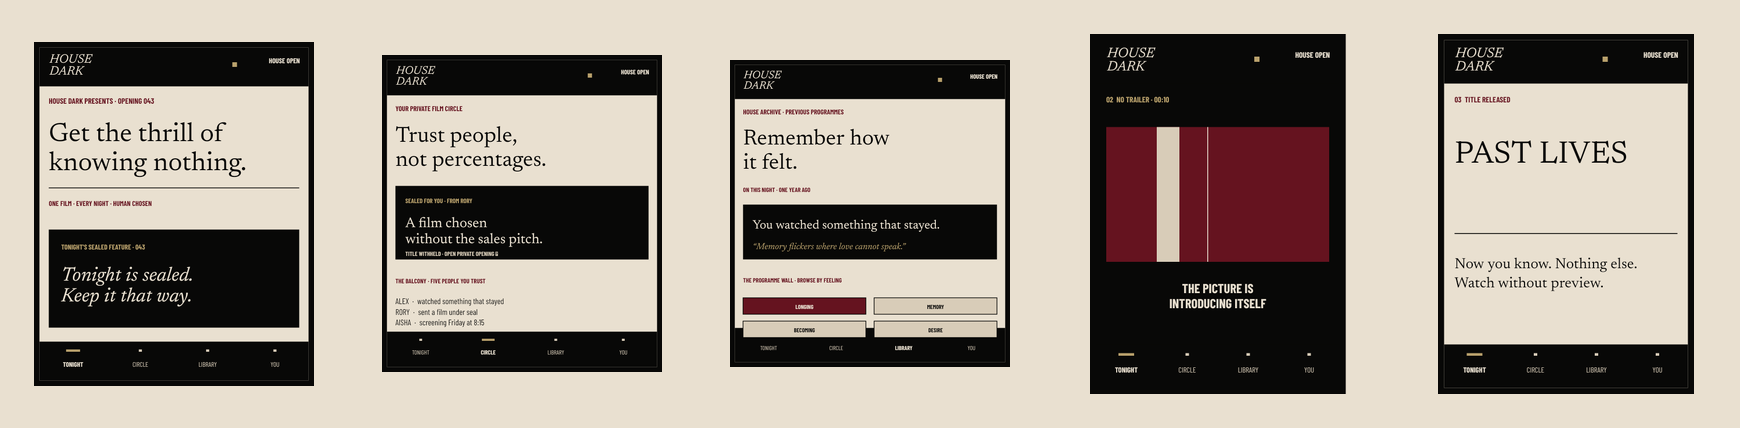 HOUSE
DARK
HOUSE OPEN
HOUSE DARK PRESENTS · OPENING 043
Get the thrill of
knowing nothing.
ONE FILM · EVERY NIGHT · HUMAN CHOSEN
TONIGHT'S SEALED FEATURE · 043
Tonight is sealed.
Keep it that way.
TONIGHT CIRCLE LIBRARY YOU
HOUSE
DARK
HOUSE OPEN
YOUR PRIVATE FILM CIRCLE
Trust people,
not percentages.
SEALED FOR YOU · FROM RORY
A film chosen
without the sales pitch.
TITLE WITHHELD · OPEN PRIVATE OPENING
THE BALCONY · FIVE PEOPLE YOU TRUST
ALEX · watched something that stayed
RORY · sent a film under seal
AISHA · screening Friday at 8:15
TONIGHT CIRCLE LIBRARY YOU
HOUSE
DARK
HOUSE OPEN
HOUSE ARCHIVE · PREVIOUS PROGRAMMES
Remember how
it felt.
ON THIS NIGHT · ONE YEAR AGO
You watched something that stayed.
“Memory flickers where love cannot speak.”
THE PROGRAMME WALL · BROWSE BY FEELING
LONGING MEMORY
BECOMING DESIRE
TONIGHT CIRCLE LIBRARY YOU
HOUSE
DARK
HOUSE OPEN
02 NO TRAILER · 00:10
THE PICTURE IS
INTRODUCING ITSELF
TONIGHT CIRCLE LIBRARY YOU
HOUSE
DARK
HOUSE OPEN
03 TITLE RELEASED
PAST LIVES
Now you know. Nothing else.
Watch without preview.
TONIGHT CIRCLE LIBRARY YOU